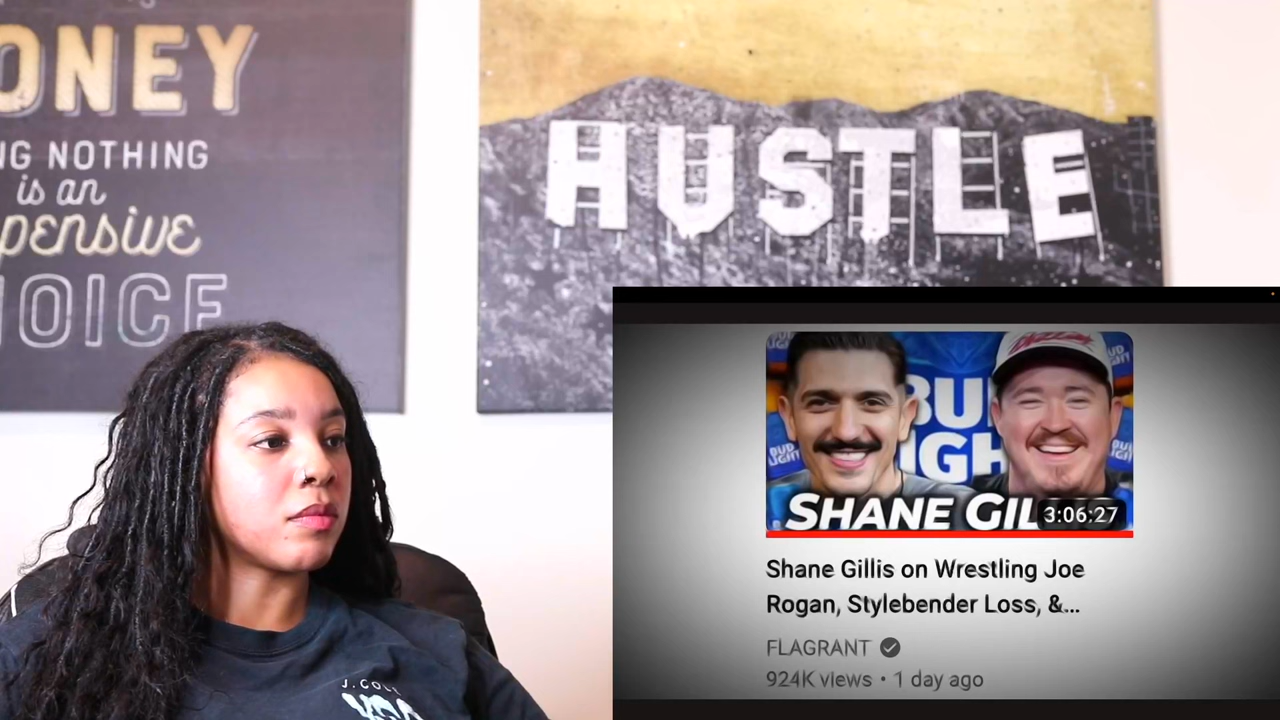 ONEY
NG NOTHING
is an
pensive
HOICE
HUSTLE
BUD
LIGHT
SHANE GIL
3:06:27
Shane Gillis on Wrestling Joe
Rogan, Stylebender Loss, &...
FLAGRANT
924K views • 1 day ago
J.COLE